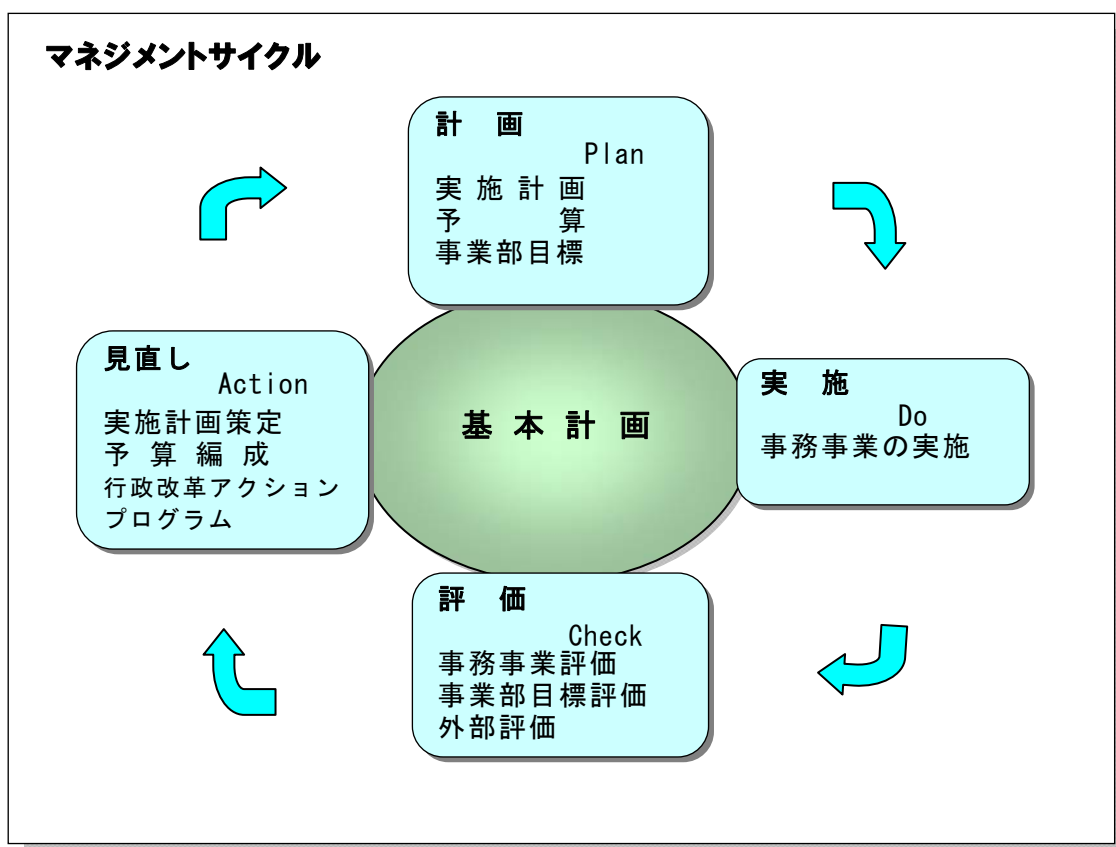 マネジメントサイクル
計　画
Plan
実 施 計 画
予　　　算
事業部目標
見直し
Action
実施計画策定
予 算 編 成
行政改革アクション
プログラム
基 本 計 画
実　施
Do
事務事業の実施
評　価
Check
事務事業評価
事業部目標評価
外部評価